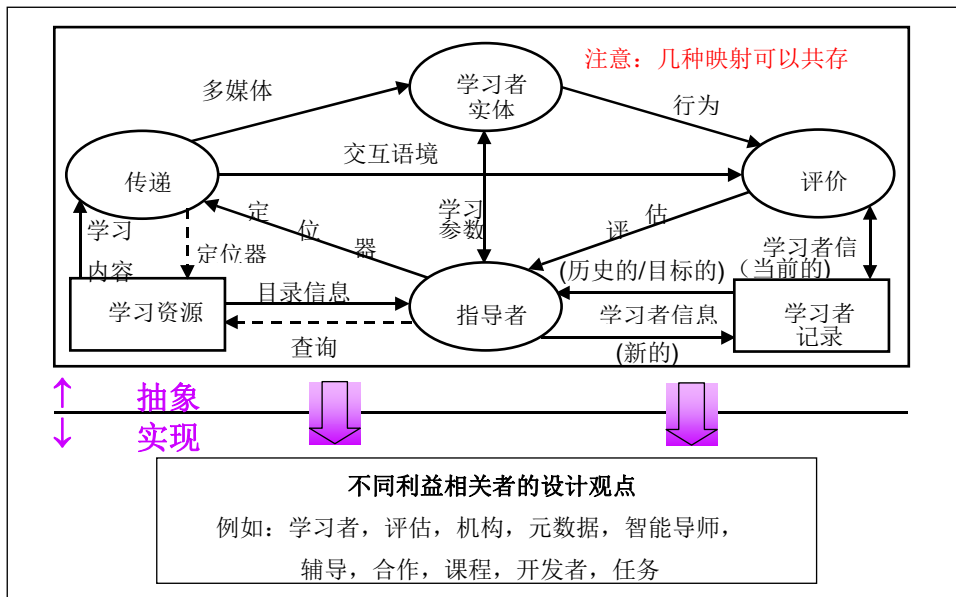 注意：几种映射可以共存
学习者
实体
多媒体
行为
交互语境
传递
评价
学习
参数
定位器
评估
学习
内容
定位器
学习者信
息
(历史的/目标的)
（当前的)
学习资源
目录信息
指导者
学习者信息
学习者
记录
查询
(新的)
↑ 抽象
↓ 实现
不同利益相关者的设计观点
例如：学习者，评估，机构，元数据，智能导师，
辅导，合作，课程，开发者，任务